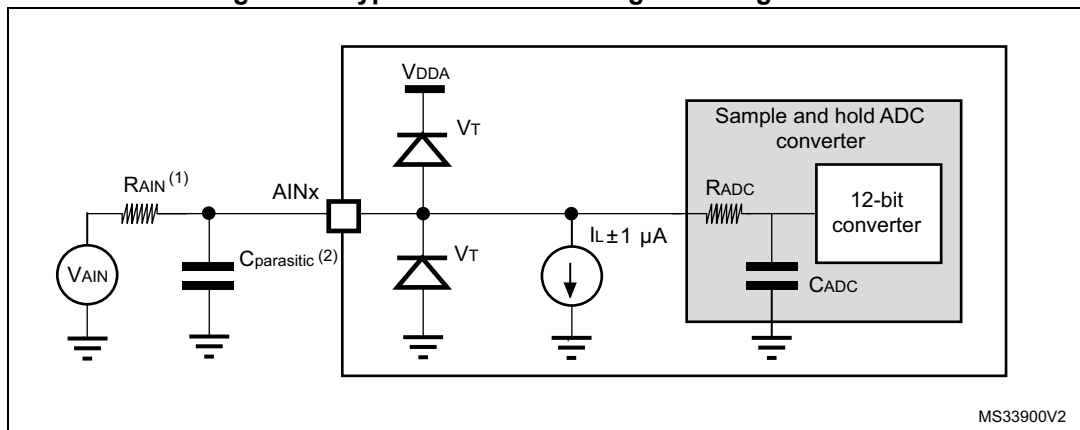 VDDA
VT
Sample and hold ADC
converter
RAIN (1)
AINx
RADC
12-bit
converter
IL±1 µA
VT
Cparasitic (2)
VAIN
CADC
MS33900V2